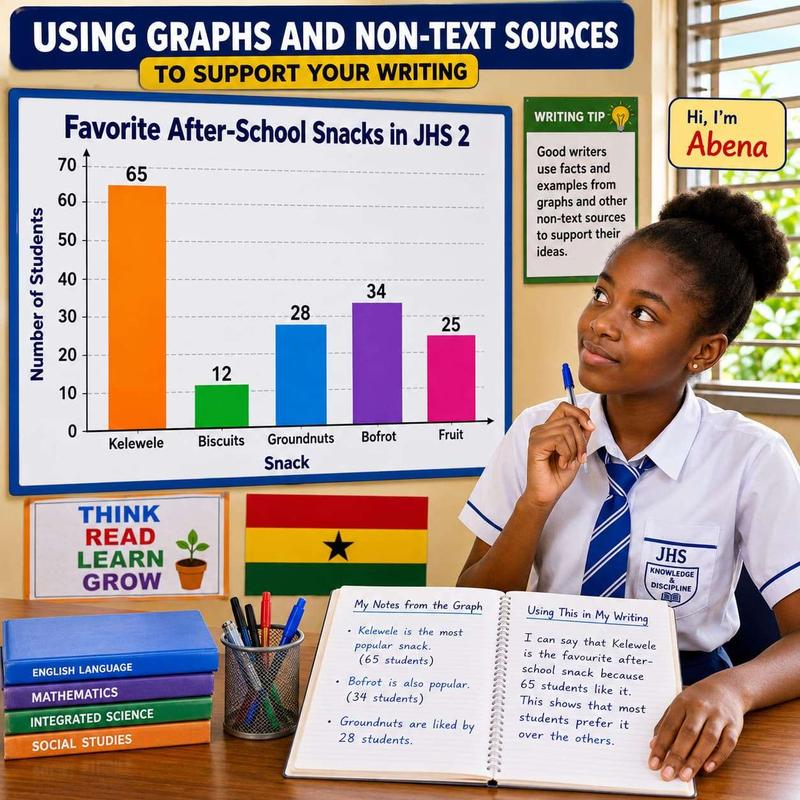 USING GRAPHS AND NON-TEXT SOURCES
TO SUPPORT YOUR WRITING
Favorite After-School Snacks in JHS 2
Number of Students
70
60
50
40
30
20
10
0
65
12
28
34
25
Kelewele
Biscuits
Groundnuts
Bofrot
Fruit
Snack
WRITING TIP
Good writers
use facts and
examples from
graphs and other
non-text sources
to support their
ideas.
Hi, I'm
Abena
THINK
READ
LEARN
GROW
JHS
KNOWLEDGE
&
DISCIPLINE
ENGLISH LANGUAGE
MATHEMATICS
INTEGRATED SCIENCE
SOCIAL STUDIES
My Notes from the Graph
• Kelewele is the most
popular snack.
(65 students)
• Bofrot is also popular.
(34 students)
• Groundnuts are liked by
28 students.
Using This in My Writing
I can say that Kelewele
is the favourite after-
school snack because
65 students like it.
This shows that most
students prefer it
over the others.